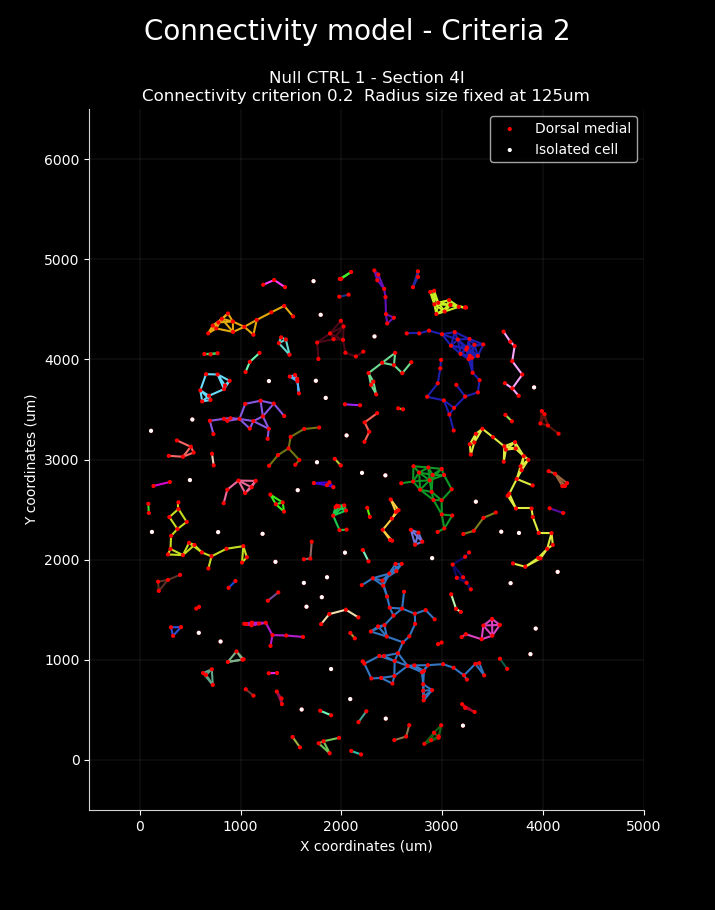 Connectivity model - Criteria 2
Null CTRL 1 - Section 4I
Connectivity criterion 0.2  Radius size fixed at 125um
Dorsal medial
Isolated cell
Y coordinates (um)
6000
5000
4000
3000
2000
1000
0
0
1000
2000
3000
4000
5000
X coordinates (um)